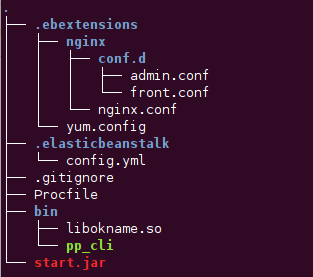 .
.ebextensions
nginx
conf.d
admin.conf
front.conf
nginx.conf
yum.config
.elasticbeanstalk
config.yml
.gitignore
Procfile
bin
libokname.so
pp_cli
start.jar